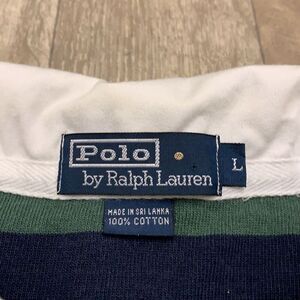 Polo
by Ralph Lauren
L
MADE IN SRI LANKA
100% COTTON